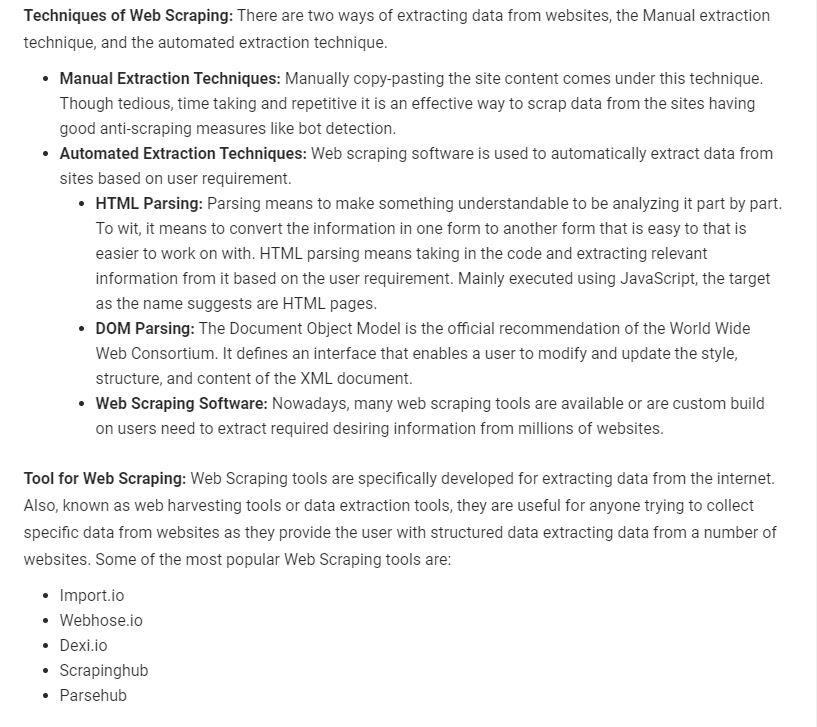 Techniques of Web Scraping: There are two ways of extracting data from websites, the Manual extraction
technique, and the automated extraction technique.
• Manual Extraction Techniques: Manually copy-pasting the site content comes under this technique.
Though tedious, time taking and repetitive it is an effective way to scrap data from the sites having
good anti-scraping measures like bot detection.
• Automated Extraction Techniques: Web scraping software is used to automatically extract data from
sites based on user requirement.
• HTML Parsing: Parsing means to make something understandable to be analyzing it part by part.
To wit, it means to convert the information in one form to another form that is easy to that is
easier to work on with. HTML parsing means taking in the code and extracting relevant
information from it based on the user requirement. Mainly executed using JavaScript, the target
as the name suggests are HTML pages.
• DOM Parsing: The Document Object Model is the official recommendation of the World Wide
Web Consortium. It defines an interface that enables a user to modify and update the style,
structure, and content of the XML document.
• Web Scraping Software: Nowadays, many web scraping tools are available or are custom build
on users need to extract required desiring information from millions of websites.
Tool for Web Scraping: Web Scraping tools are specifically developed for extracting data from the internet.
Also, known as web harvesting tools or data extraction tools, they are useful for anyone trying to collect
specific data from websites as they provide the user with structured data extracting data from a number of
websites. Some of the most popular Web Scraping tools are:
• Import.io
• Webhose.io
• Dexi.io
• Scrapinghub
• Parsehub